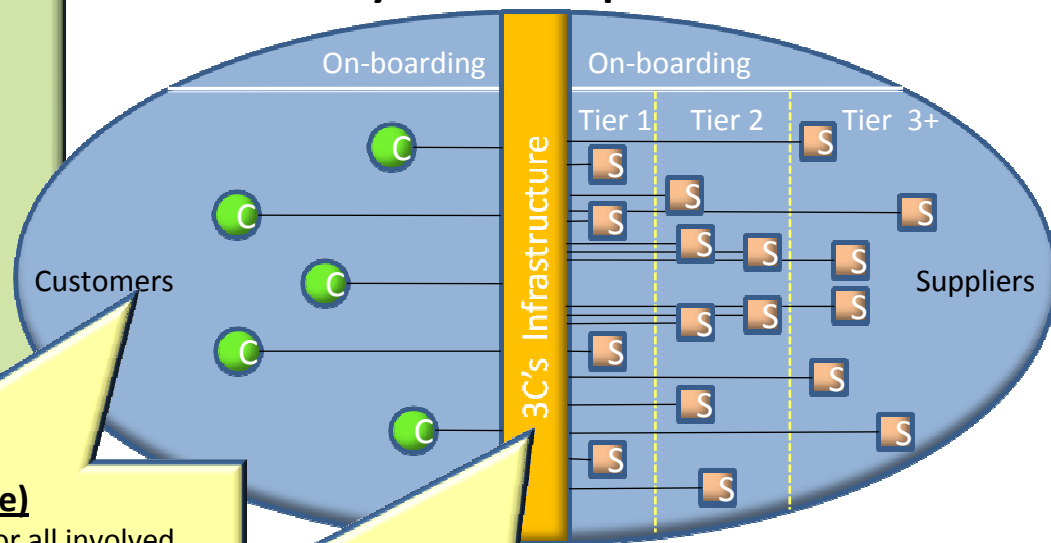 On-boarding
On-boarding
Tier 1
Tier 2
Tier 3+
C
S
S
S
C
S
S
S
S
S
Customers
C
Suppliers
3C's Infrastructure
S
S
S
C
S
S
S
C
S
S
S
e)
or all involved